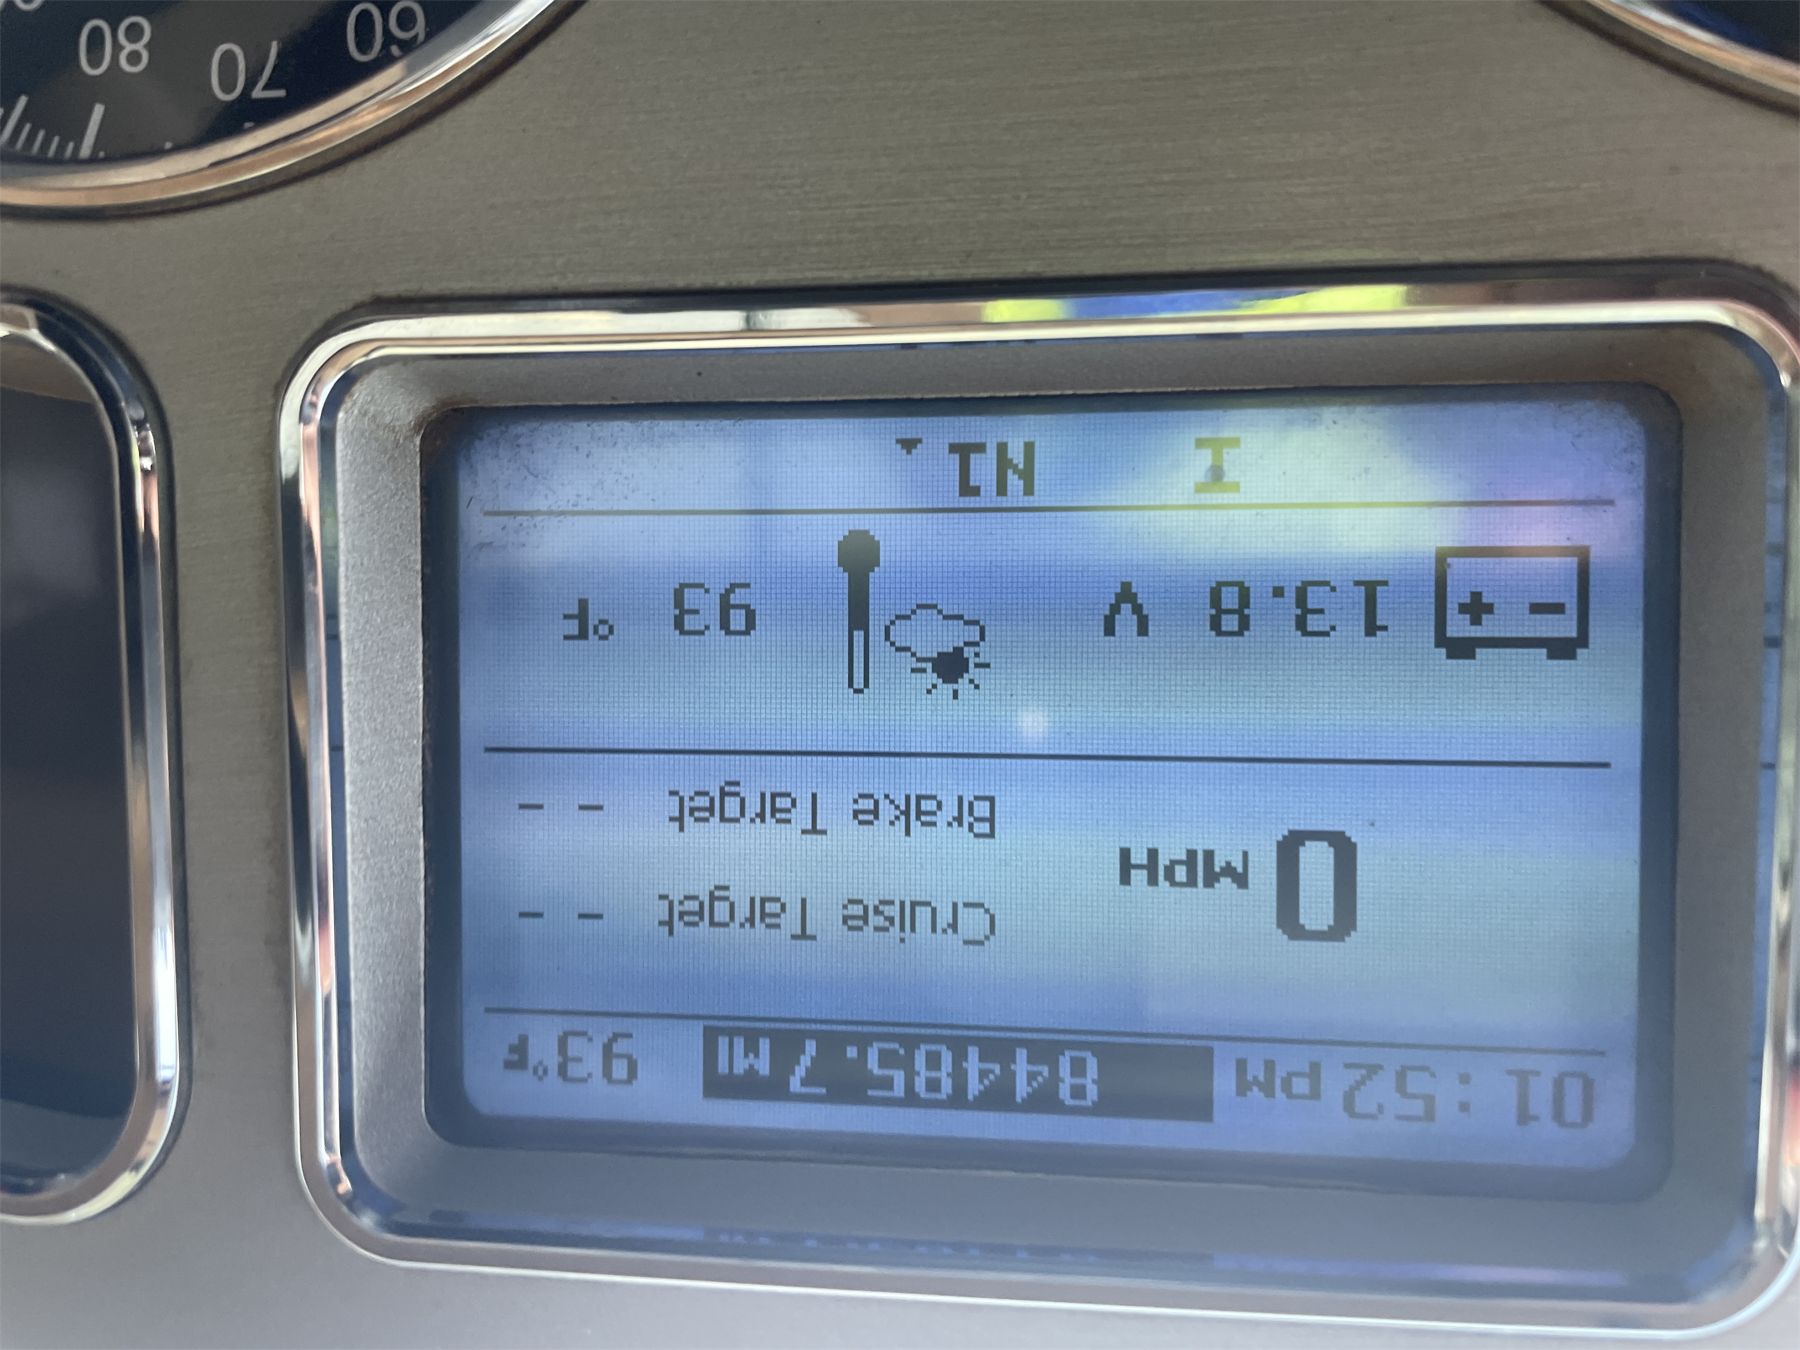 01:52 PM 84485.7 MI 93°F
0 MPH
Cruise Target - -
Brake Target - -
- + 13.8 V 93 °F
I N1
60 70 80